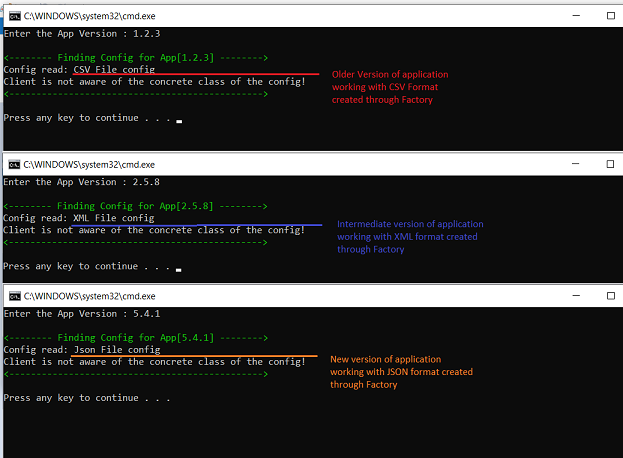 C:\WINDOWS\system32\cmd.exe
Enter the App Version : 1.2.3
<-------- Finding Config for App[1.2.3] -------->
Config read: CSV File config
Client is not aware of the concrete class of the config!
<-------------------------------------------->
Press any key to continue . . .
Older Version of application
working with CSV Format
created through Factory
C:\WINDOWS\system32\cmd.exe
Enter the App Version : 2.5.8
<-------- Finding Config for App[2.5.8] -------->
Config read: XML File config
Client is not aware of the concrete class of the config!
<-------------------------------------------->
Press any key to continue . . .
Intermediate version of application
working with XML format created
through Factory
C:\WINDOWS\system32\cmd.exe
Enter the App Version : 5.4.1
<-------- Finding Config for App[5.4.1] -------->
Config read: Json File config
Client is not aware of the concrete class of the config!
<-------------------------------------------->
Press any key to continue . . .
New version of application
working with JSON format created
through Factory